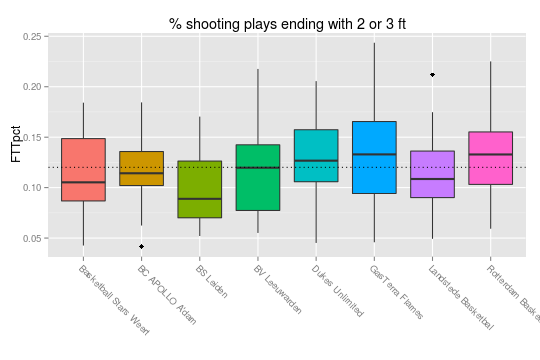 % shooting plays ending with 2 or 3 ft
FTTpct
0.25
0.20
0.15
0.10
0.05
Basketball Stars Weert
BC APOLLO A'dam
BS Leiden
BV Leeuwarden
Dukes Unlimited
GasTerra Flames
Landstede Basketbal
Rotterdam Baske